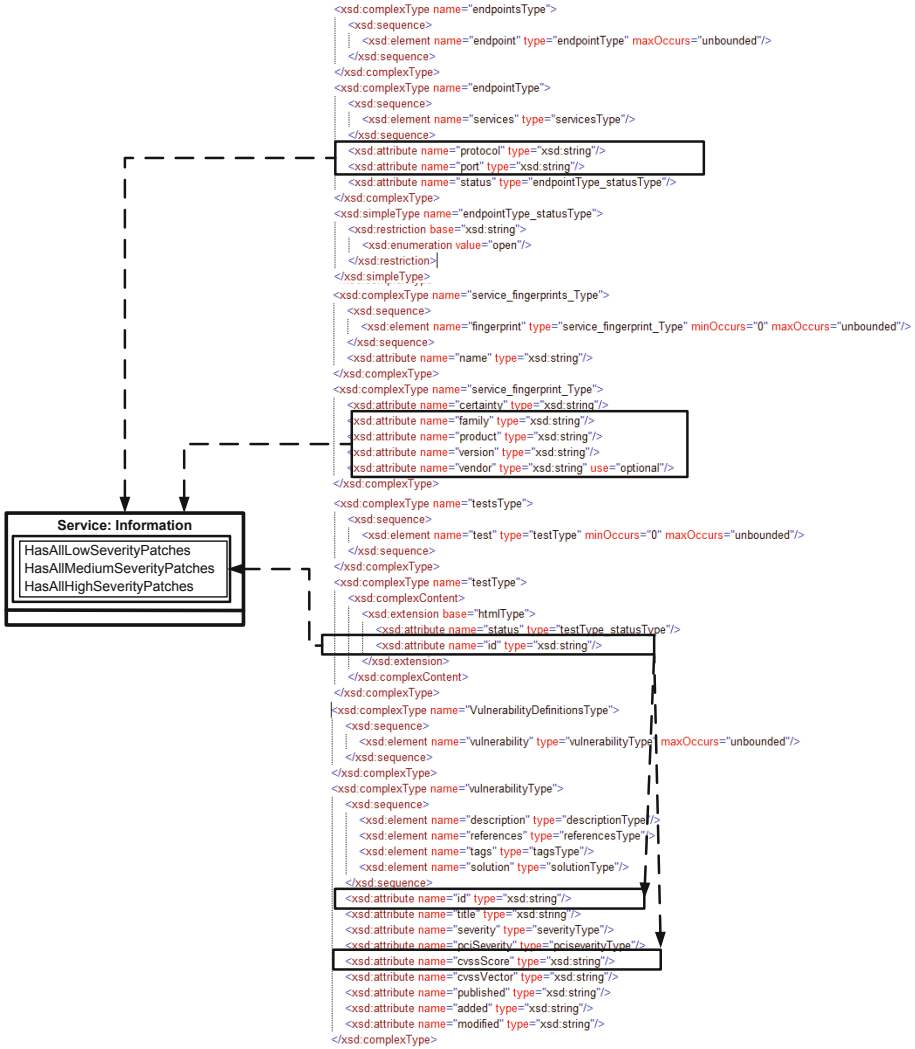 <xsd:complexType name="endpointsType">
<xsd:sequence>
<xsd:element name="endpoint" type="endpointType" maxOccurs="unbounded"/>
</xsd:sequence>
</xsd:complexType>
<xsd:complexType name="endpointType">
<xsd:sequence>
<xsd:element name="services" type="servicesType"/>
</xsd:sequence>
<xsd:attribute name="protocol" type="xsd:string"/>
<xsd:attribute name="port" type="xsd:string"/>
<xsd:attribute name="status" type="endpointType_statusType"/>
</xsd:complexType>
<xsd:simpleType name="endpointType_statusType">
<xsd:restriction base="xsd:string">
<xsd:enumeration value="open"/>
</xsd:restriction>
</xsd:simpleType>
<xsd:complexType name="service_fingerprints_Type">
<xsd:sequence>
<xsd:element name="fingerprint" type="service_fingerprint_Type" minOccurs="0" maxOccurs="unbounded"/>
</xsd:sequence>
<xsd:attribute name="name" type="xsd:string"/>
</xsd:complexType>
<xsd:complexType name="service_fingerprint_Type">
<xsd:attribute name="certainty" type="xsd:string"/>
<xsd:attribute name="family" type="xsd:string"/>
<xsd:attribute name="product" type="xsd:string"/>
<xsd:attribute name="version" type="xsd:string"/>
<xsd:attribute name="vendor" type="xsd:string" use="optional"/>
</xsd:complexType>
<xsd:complexType name="testsType">
<xsd:sequence>
<xsd:element name="test" type="testType" minOccurs="0" maxOccurs="unbounded"/>
</xsd:sequence>
</xsd:complexType>
<xsd:complexType name="testType">
<xsd:complexContent>
<xsd:extension base="htmlType">
<xsd:attribute name="status" type="testType_statusType"/>
<xsd:attribute name="id" type="xsd:string"/>
</xsd:extension>
</xsd:complexContent>
</xsd:complexType>
<xsd:complexType name="VulnerabilityDefinitionsType">
<xsd:sequence>
<xsd:element name="vulnerability" type="vulnerabilityType" maxOccurs="unbounded"/>
</xsd:sequence>
</xsd:complexType>
<xsd:complexType name="vulnerabilityType">
<xsd:sequence>
<xsd:element name="description" type="descriptionType"/>
<xsd:element name="references" type="referencesType"/>
<xsd:element name="tags" type="tagsType"/>
<xsd:element name="solution" type="solutionType"/>
</xsd:sequence>
<xsd:attribute name="id" type="xsd:string"/>
<xsd:attribute name="title" type="xsd:string"/>
<xsd:attribute name="severity" type="severityType"/>
<xsd:attribute name="pciSeverity" type="pciseverityType"/>
<xsd:attribute name="cvssScore" type="xsd:string"/>
<xsd:attribute name="cvssVector" type="xsd:string"/>
<xsd:attribute name="published" type="xsd:string"/>
<xsd:attribute name="added" type="xsd:string"/>
<xsd:attribute name="modified" type="xsd:string"/>
</xsd:complexType>
Service: Information
HasAllLowSeverityPatches
HasAllMediumSeverityPatches
HasAllHighSeverityPatches